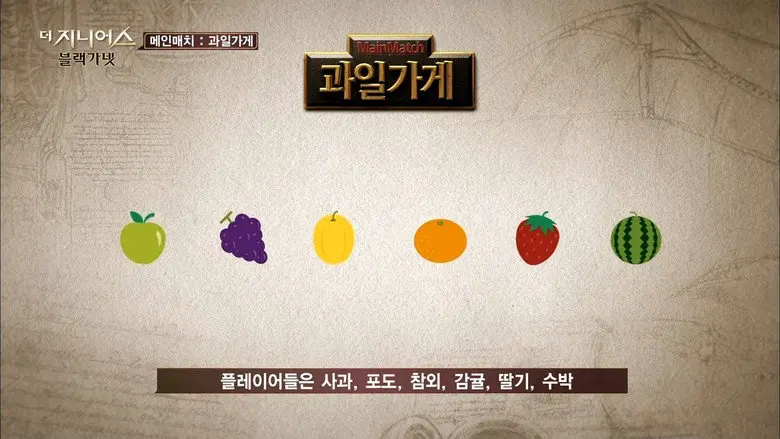 더 지니어스
블랙가넷
메인매치 : 과일가게
MainMatch
과일가게
플레이어들은 사과, 포도, 참외, 감귤, 딸기, 수박